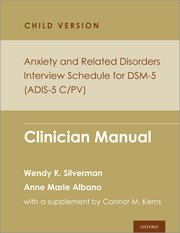 CHILD VERSION
Anxiety and Related Disorders
Interview Schedule for DSM-5
(ADIS-5 C/PV)
Clinician Manual
Wendy K. Silverman
Anne Marie Albano
with a supplement by Connor M. Kerns
OXFORD